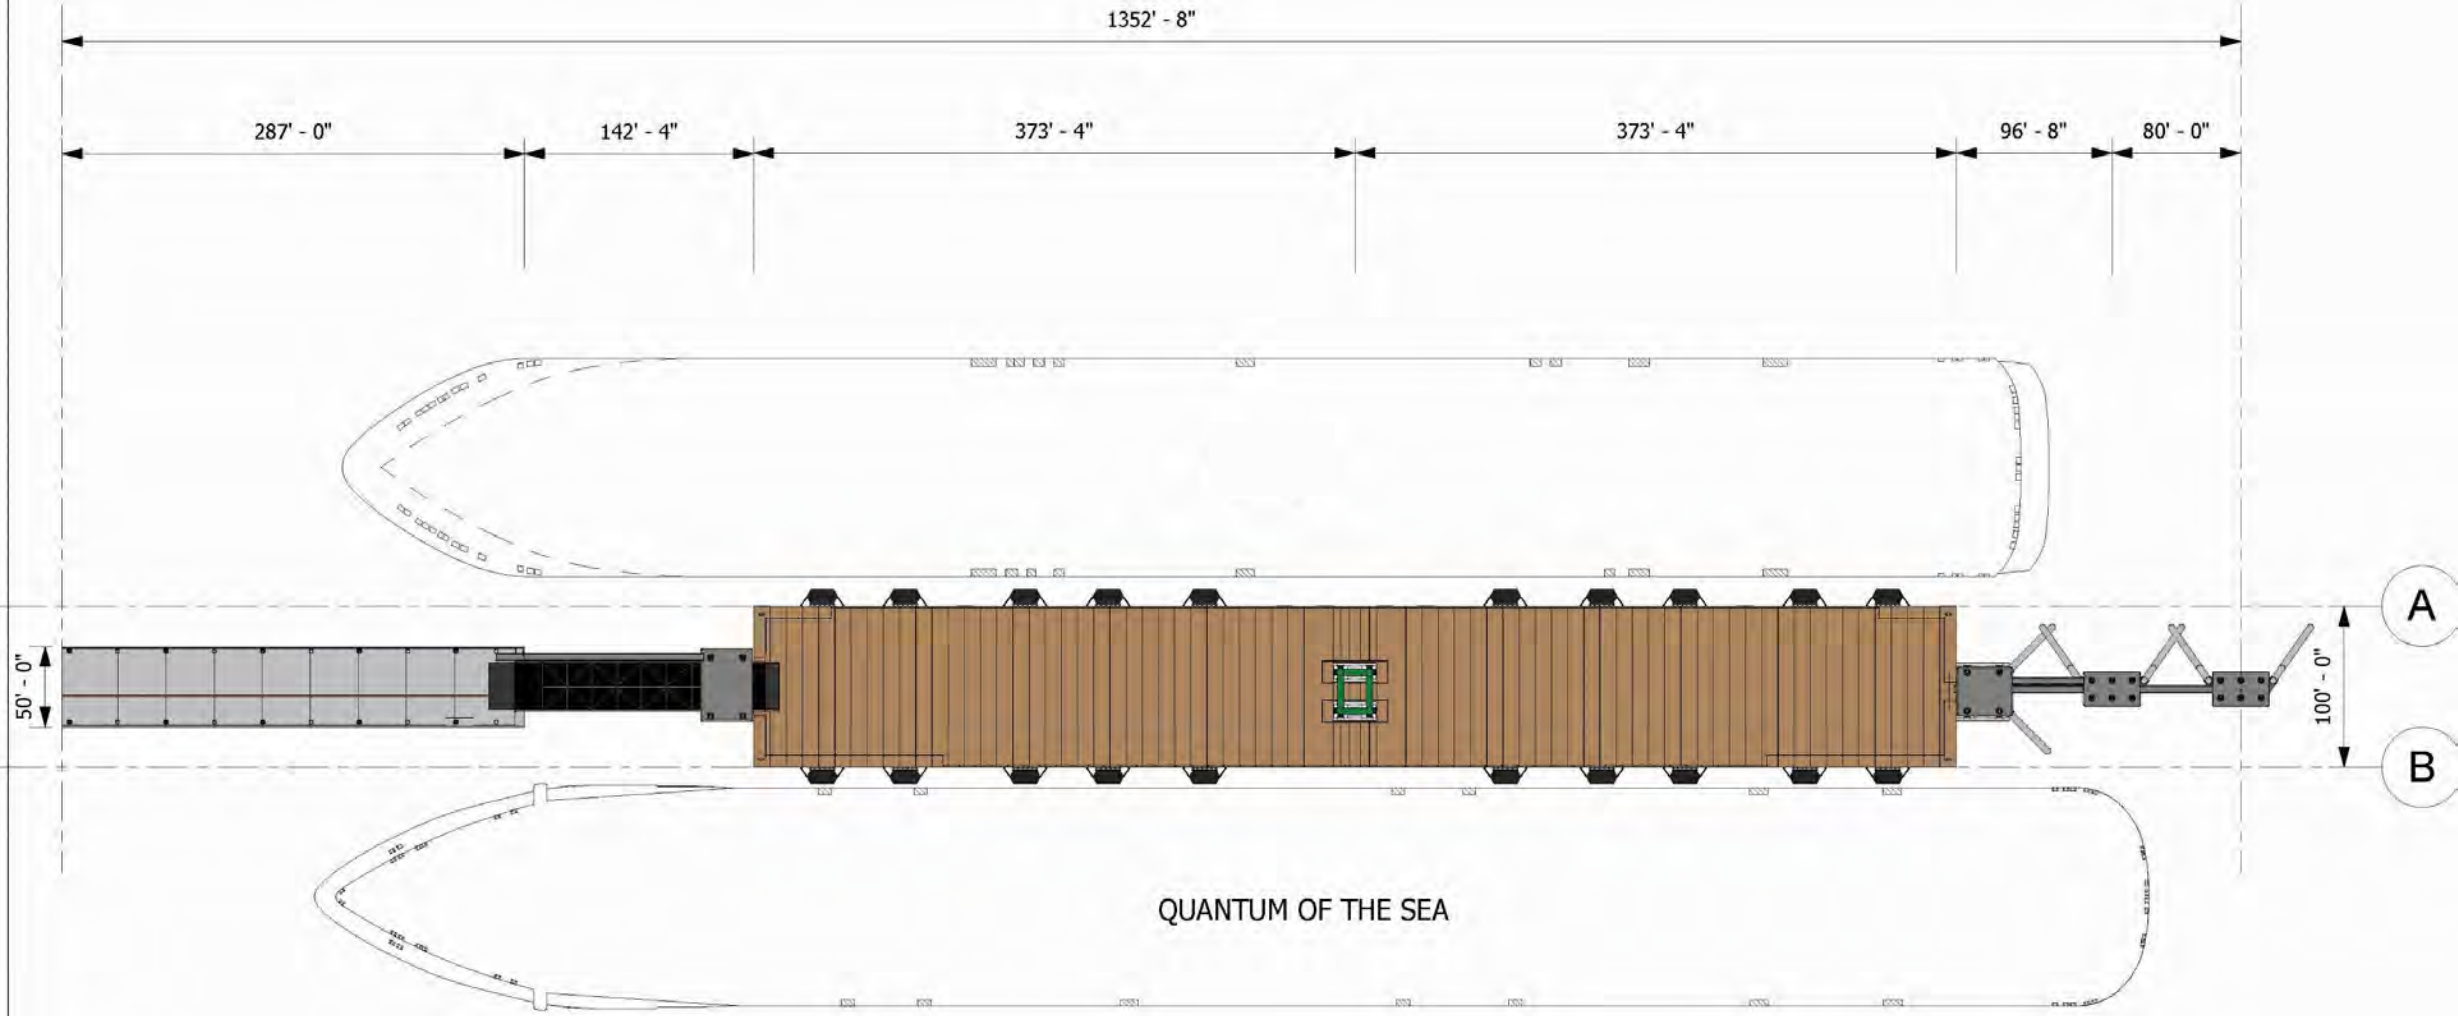 1352' - 8"
287' - 0"
142' - 4"
373' - 4"
373' - 4"
96' - 8"
80' - 0"
A
50' - 0"
100' - 0"
B
QUANTUM OF THE SEA